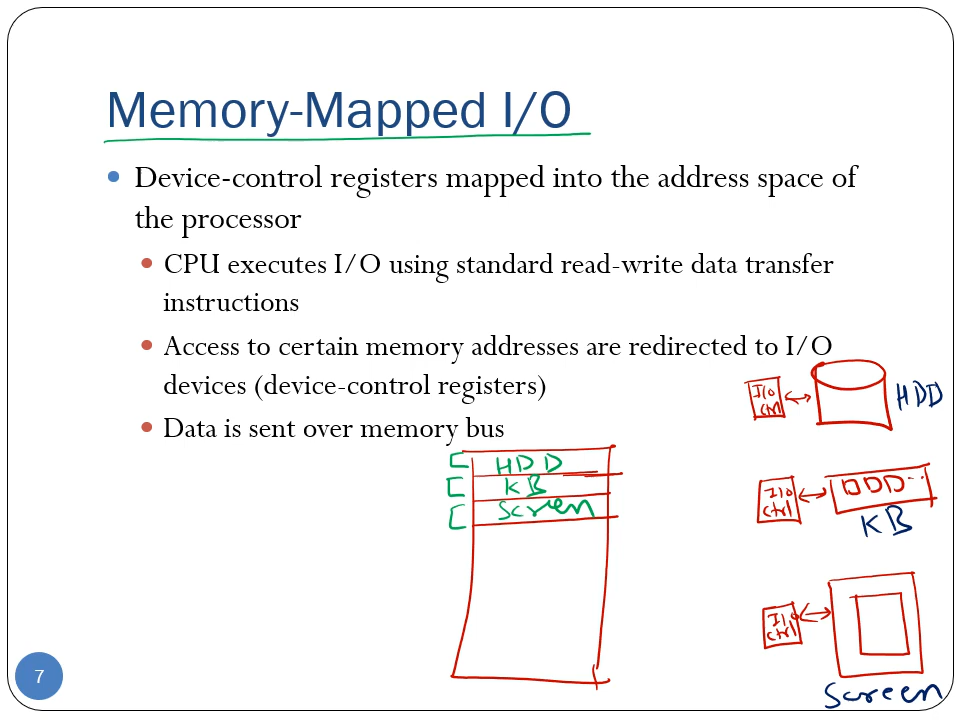 Memory-Mapped I/O
Device-control registers mapped into the address space of
the processor
CPU executes I/O using standard read-write data transfer
instructions
Access to certain memory addresses are redirected to I/O
devices (device-control registers)
Data is sent over memory bus
HDD
KB
Screen
I/O
ctrl
HDD
I/O
ctrl
KB
I/O
ctrl
Screen
7